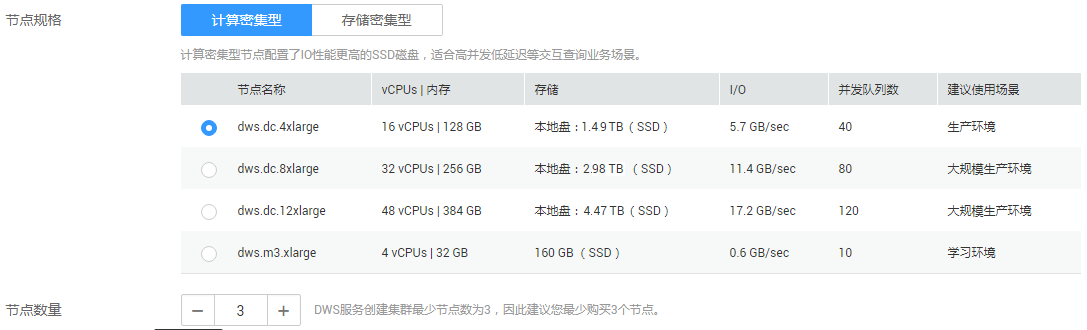 节点规格 计算密集型 存储密集型
计算密集型节点配置了IO性能更高的SSD磁盘，适合高并发低延迟等交互查询业务场景。
节点名称 vCPUs | 内存 存储 I/O 并发队列数 建议使用场景
dws.dc.4xlarge 16 vCPUs | 128 GB 本地盘：1.49 TB（SSD） 5.7 GB/sec 40 生产环境
dws.dc.8xlarge 32 vCPUs | 256 GB 本地盘：2.98 TB （SSD） 11.4 GB/sec 80 大规模生产环境
dws.dc.12xlarge 48 vCPUs | 384 GB 本地盘：4.47 TB（SSD） 17.2 GB/sec 120 大规模生产环境
dws.m3.xlarge 4 vCPUs | 32 GB 160 GB （SSD） 0.6 GB/sec 10 学习环境
节点数量 − 3 + DWS服务创建集群最少节点数为3，因此建议您最少购买3个节点。